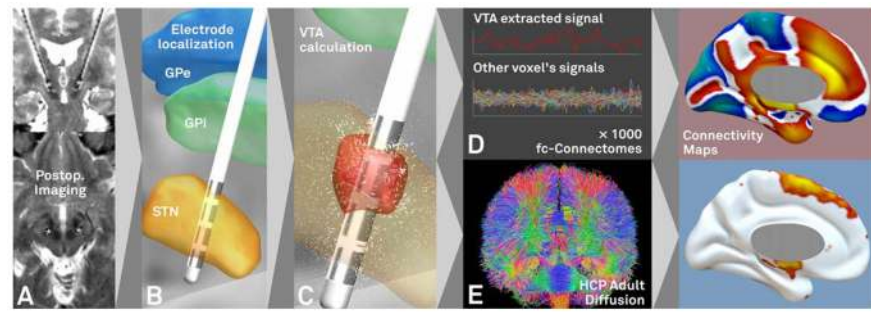 Postop.
Imaging
A
Electrode
localization
GPe
GPi
STN
B
VTA
calculation
C
VTA extracted signal
Other voxel's signals
× 1000
D
fc-Connectomes
E
HCP Adult
Diffusion
Connectivity
Maps